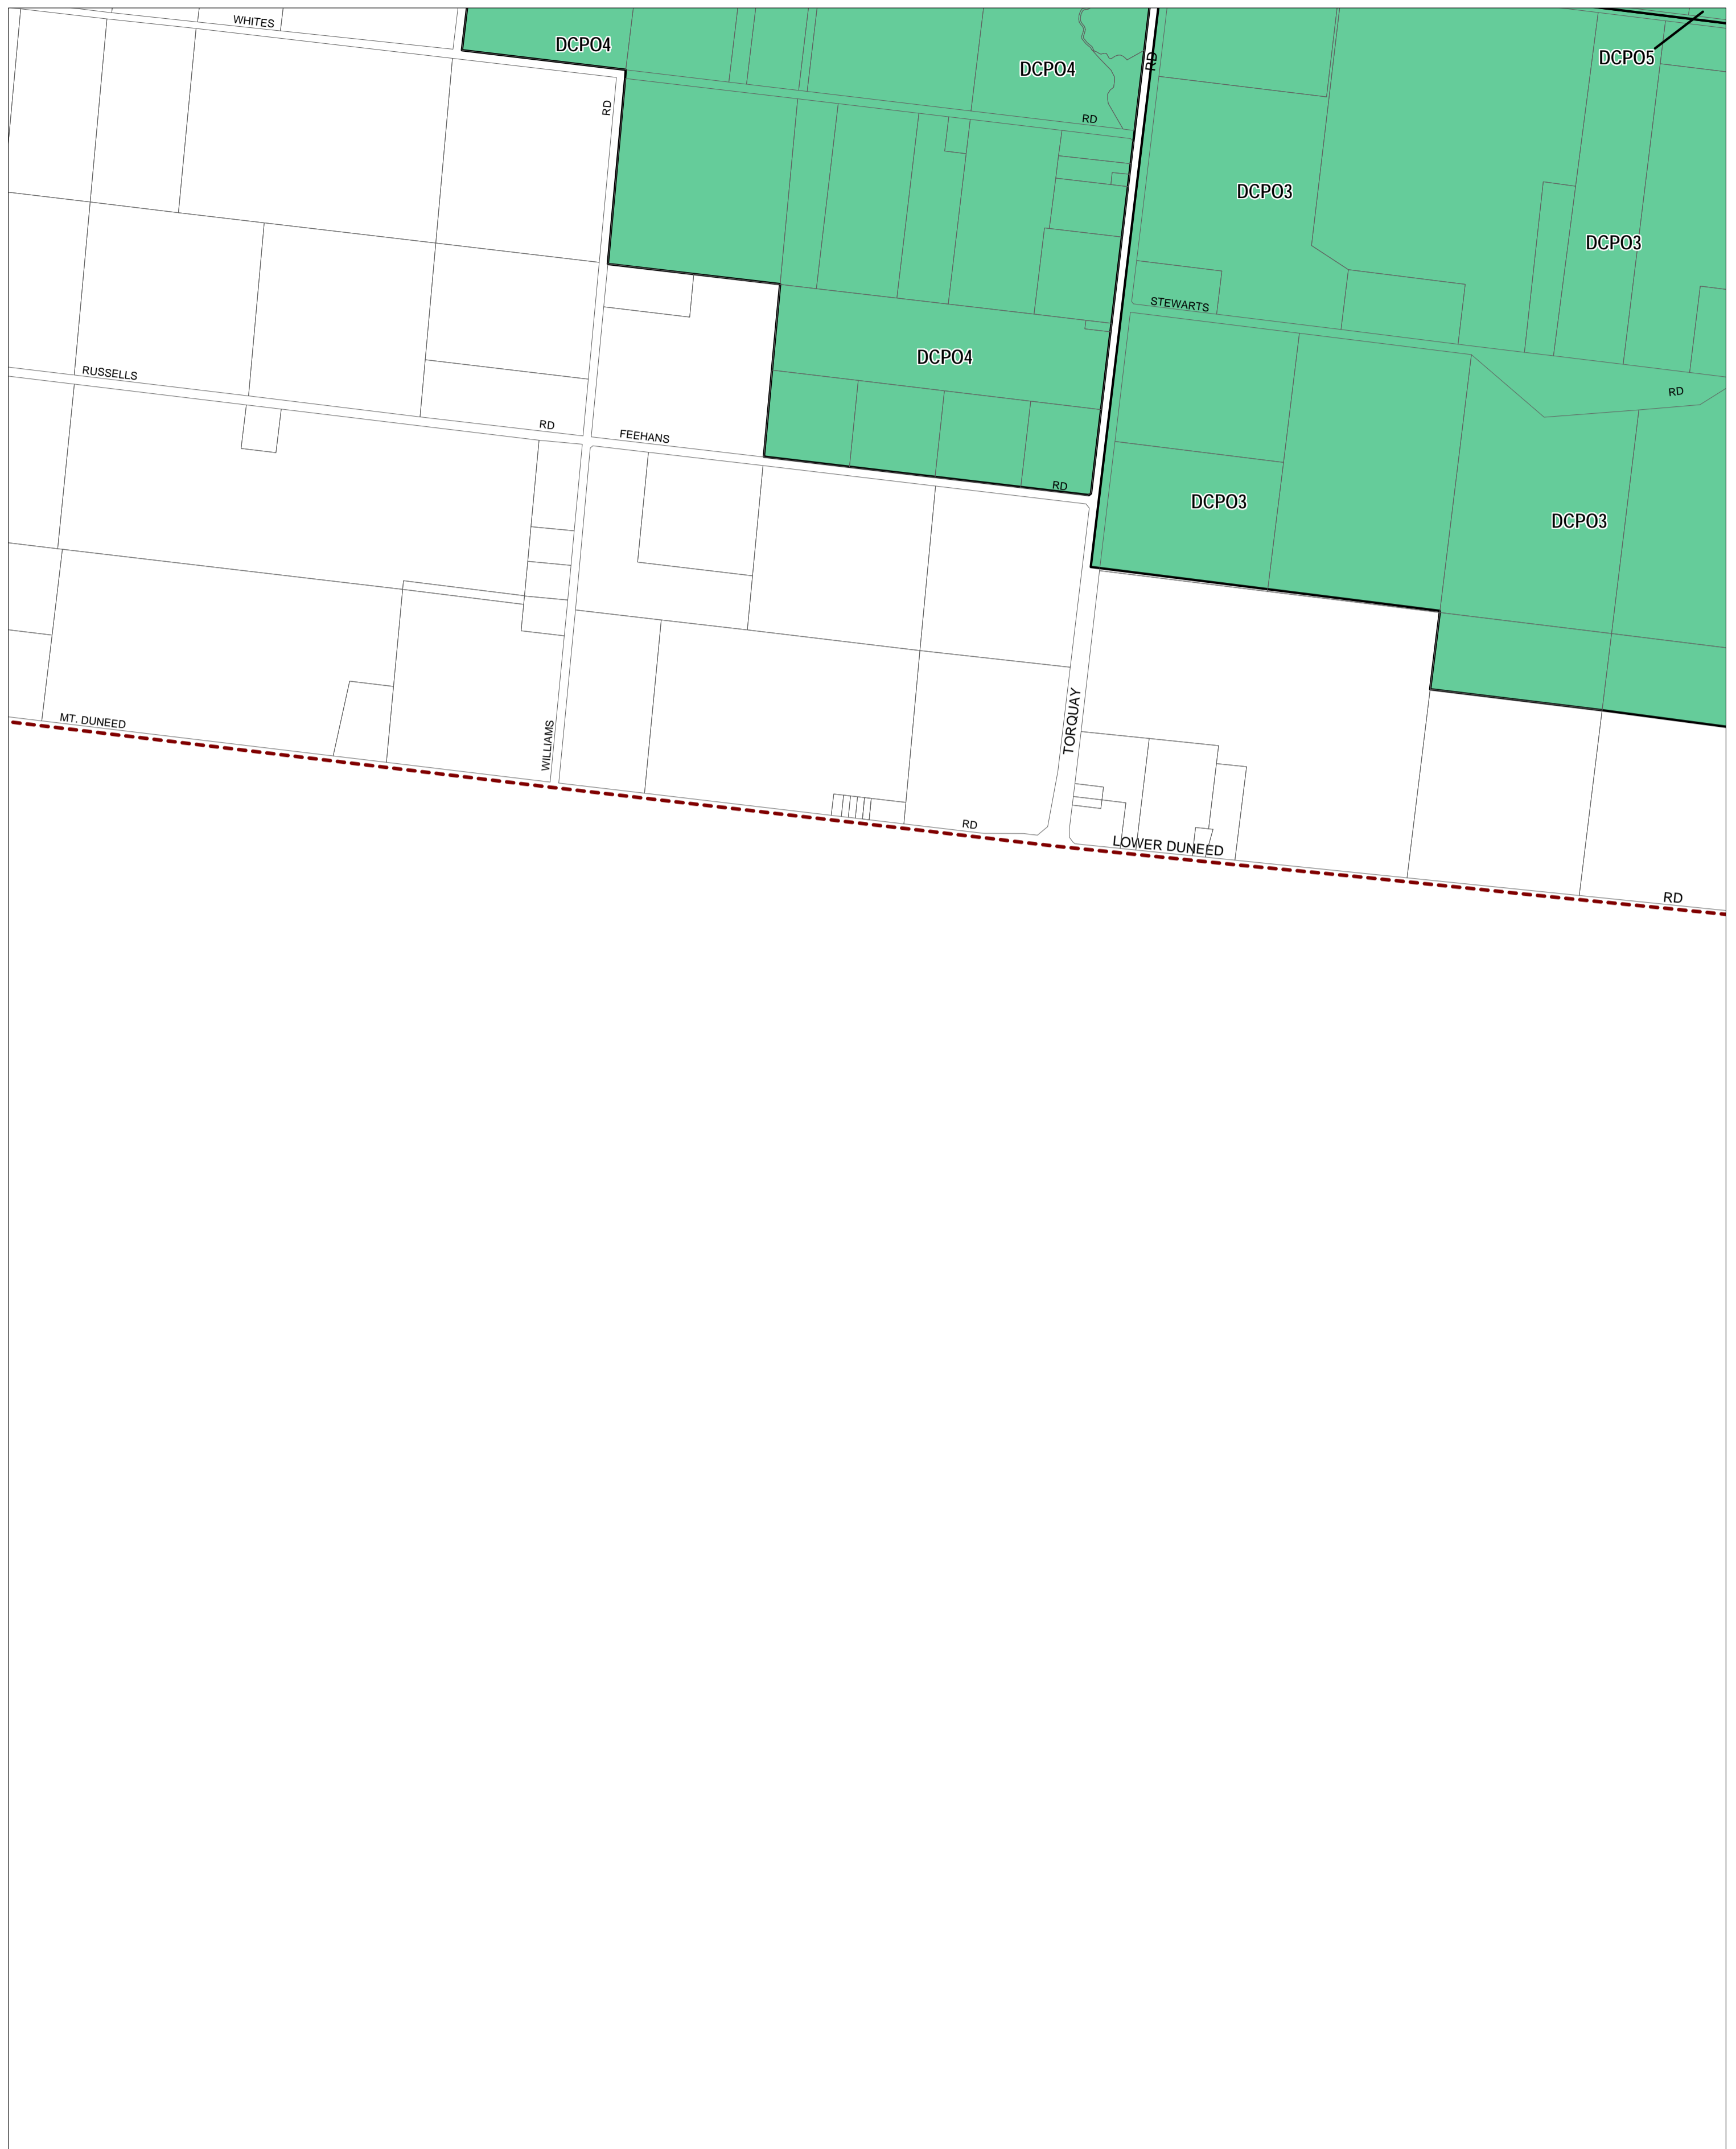 WHITES
DCPO4
DCPO4
RD
DCPO5
RD
RD
DCPO3
DCPO3
STEWARTS
DCPO4
RUSSELLS
RD
RD
FEEHANS
RD
DCPO3
DCPO3
TORQUAY
MT. DUNEED
WILLIAMS
RD
LOWER DUNEED
RD